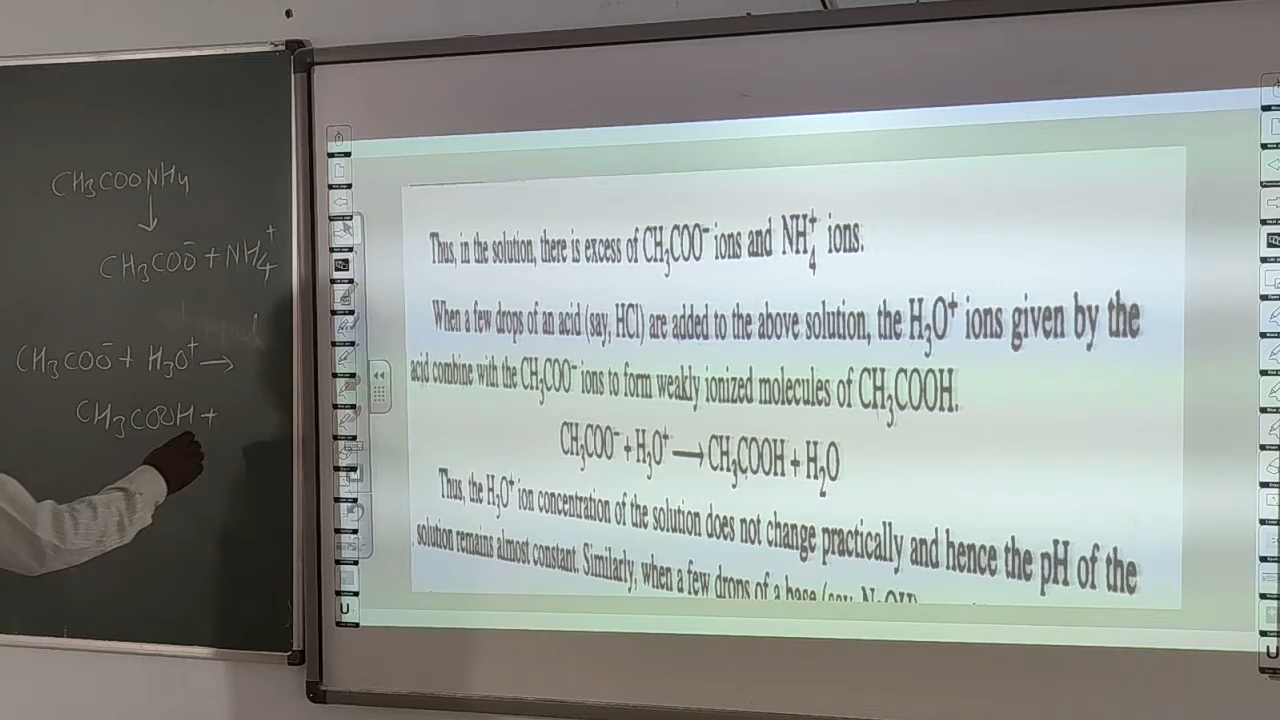 CH3COONH4
↓
CH3COO⁻ + NH4⁺
CH3COO⁻ + H3O⁺ →
CH3COOH +
Thus, in the solution, there is excess of CH₃COO⁻ ions and NH₄⁺ ions.
When a few drops of an acid (say, HCl) are added to the above solution, the H₃O⁺ ions given by the
acid combine with the CH₃COO⁻ ions to form weakly ionized molecules of CH₃COOH.
CH₃COO⁻ + H₃O⁺ ⟶ CH₃COOH + H₂O
Thus, the H₃O⁺ ion concentration of the solution does not change practically and hence the pH of the
solution remains almost constant. Similarly, when a few drops of a base (say, NaOH)